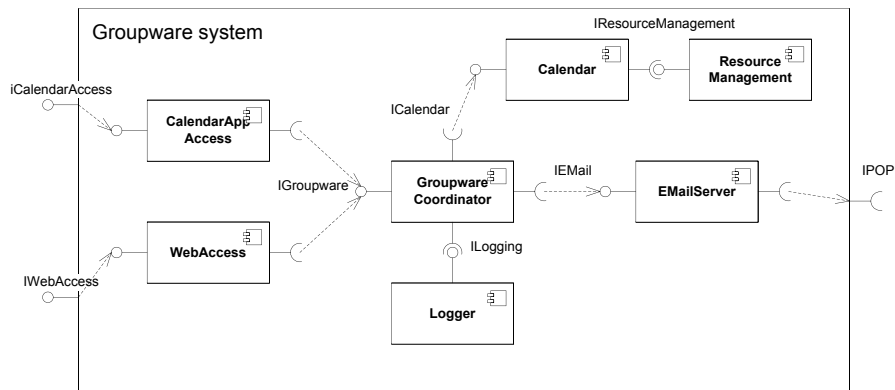 IResourceManagement
Groupware system
Calendar
Resource
Management
iCalendarAccess
ICalendar
CalendarApp
Access
IGroupware
Groupware
Coordinator
IEMail
EMailServer
IPOP
WebAccess
ILogging
IWebAccess
Logger